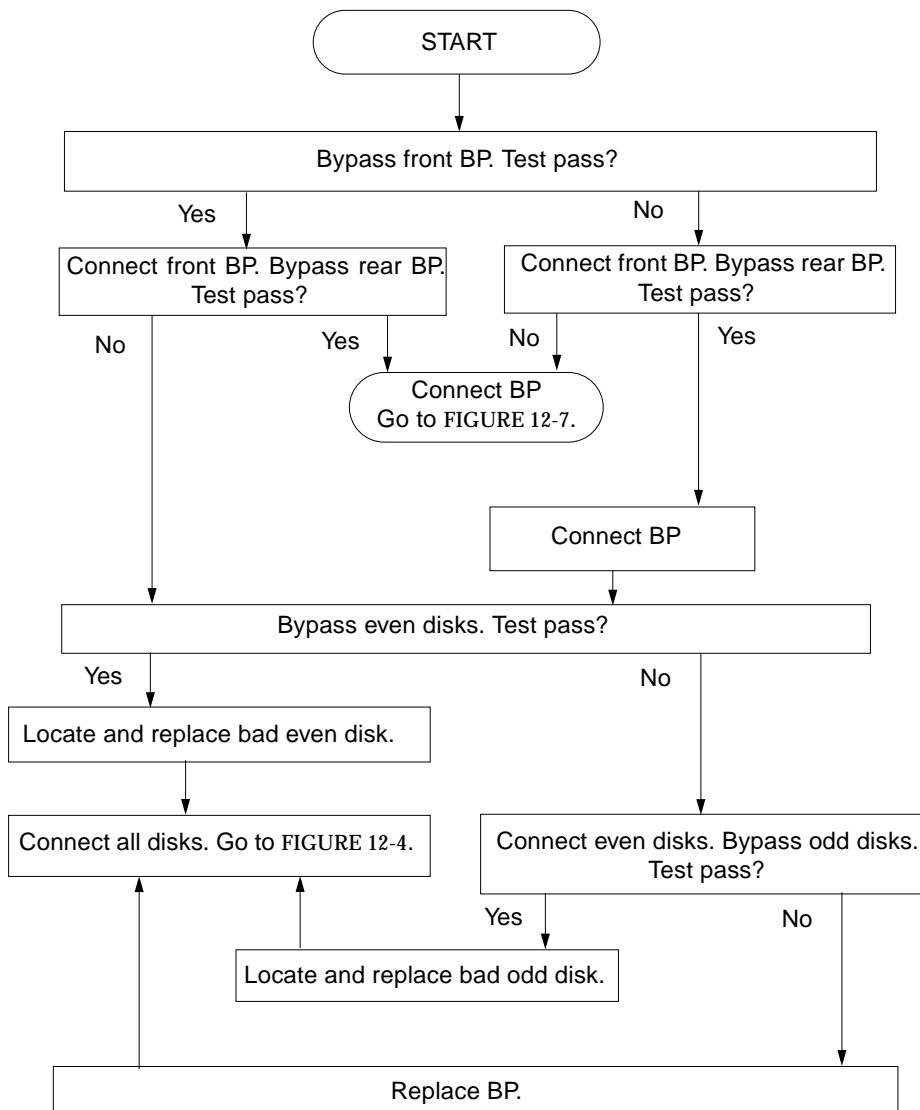 START
Bypass front BP. Test pass?
Yes
No
Connect front BP. Bypass rear BP.
Test pass?
Connect front BP. Bypass rear BP.
Test pass?
No
Yes
No
Yes
Connect BP
Go to FIGURE 12-7.
Connect BP
Bypass even disks. Test pass?
Yes
No
Locate and replace bad even disk.
Connect all disks. Go to FIGURE 12-4.
Connect even disks. Bypass odd disks.
Test pass?
Yes
No
Locate and replace bad odd disk.
Replace BP.